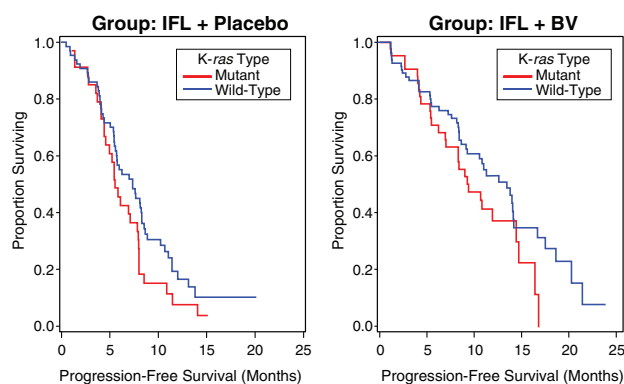 Group: IFL + Placebo
Proportion Surviving
1.0
0.8
0.6
0.4
0.2
0.0
K-ras Type
Mutant
Wild-Type
0 5 10 15 20 25
Progression-Free Survival (Months)
Group: IFL + BV
Proportion Surviving
1.0
0.8
0.6
0.4
0.2
0.0
K-ras Type
Mutant
Wild-Type
0 5 10 15 20 25
Progression-Free Survival (Months)